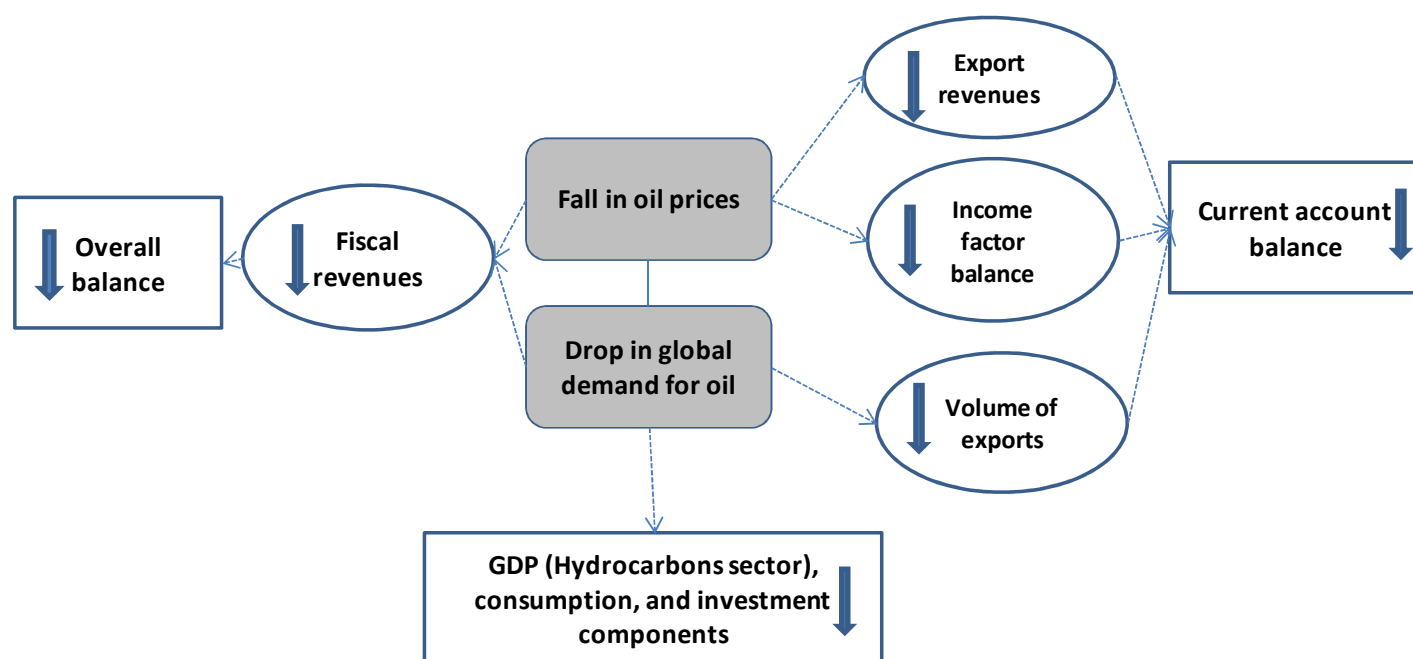 Export
revenues
Fall in oil prices
Income
factor
balance
Current account
balance
Fiscal
revenues
Overall
balance
Drop in global
demand for oil
Volume of
exports
GDP (Hydrocarbons sector),
consumption, and investment
components